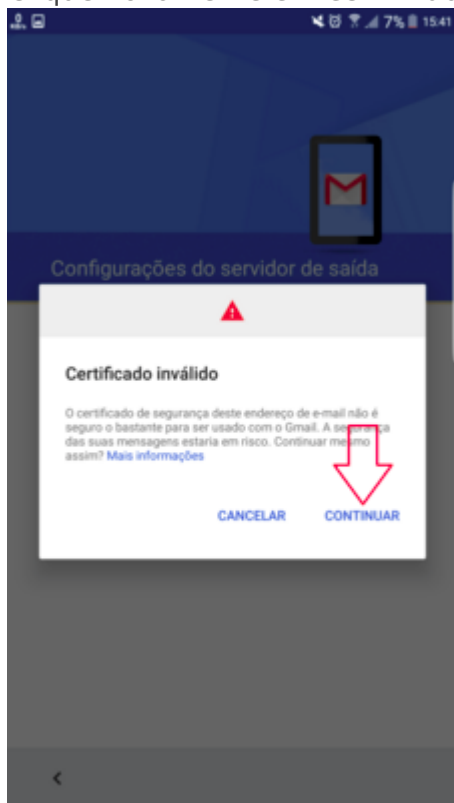 7% 15:41
Configurações do servidor de saída
Certificado inválido
O certificado de segurança deste endereço de e-mail não é
seguro o bastante para ser usado com o Gmail. A segurança
das suas mensagens estaria em risco. Continuar mesmo
assim? Mais informações
CANCELAR CONTINUAR